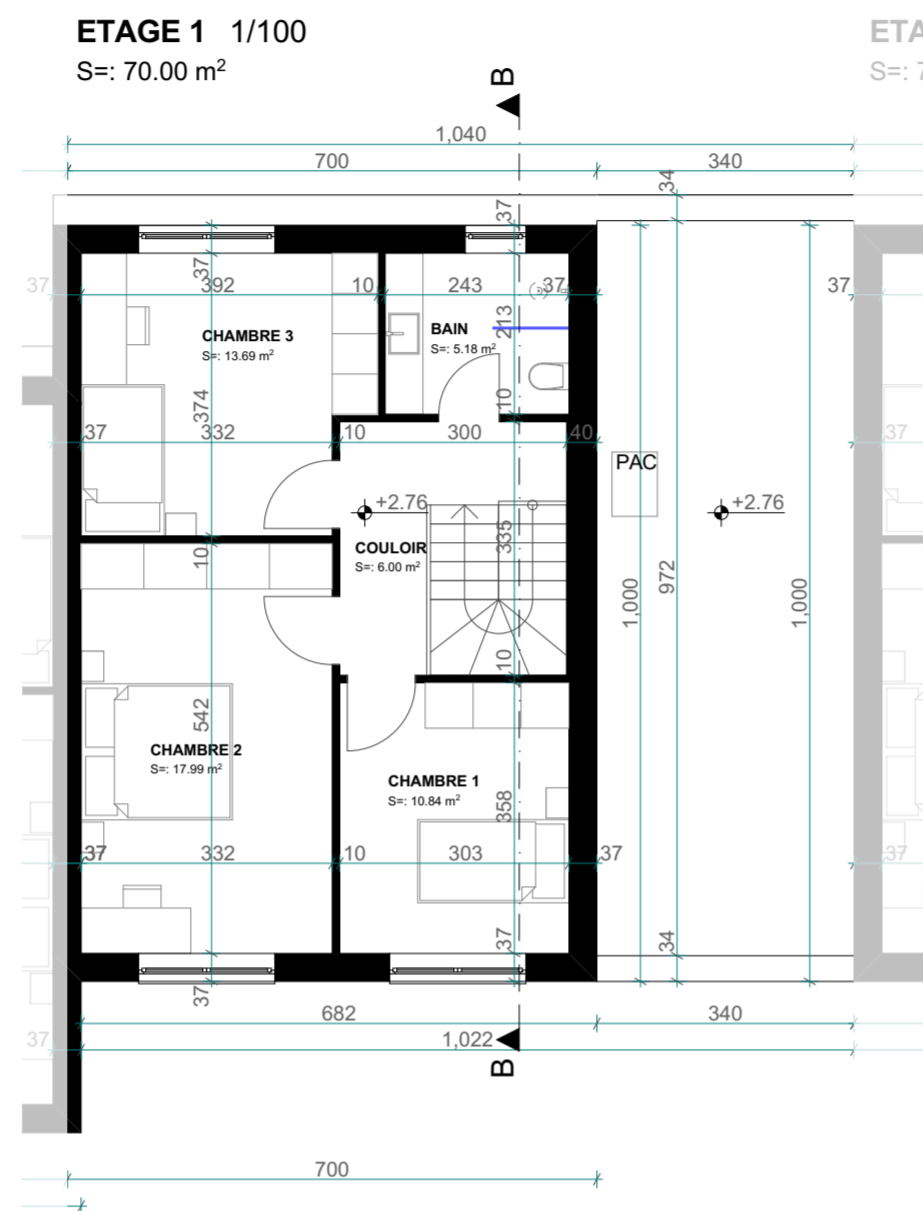 ETAGE 1 1/100
S=: 70.00 m²
ETA
S=: 7
B
1,040
700
340
34
37
37
37
392
10
243
37
37
CHAMBRE 3
S=: 13.69 m²
BAIN
S=: 5.18 m²
213
374
10
37
332
10
300
40
37
PAC
+2.76
+2.76
335
COULOIR
S=: 6.00 m²
10
972
1,000
1,000
10
542
CHAMBRE 2
S=: 17.99 m²
CHAMBRE 1
S=: 10.84 m²
358
37
332
10
303
37
37
37
34
37
682
340
37
1,022
B
700